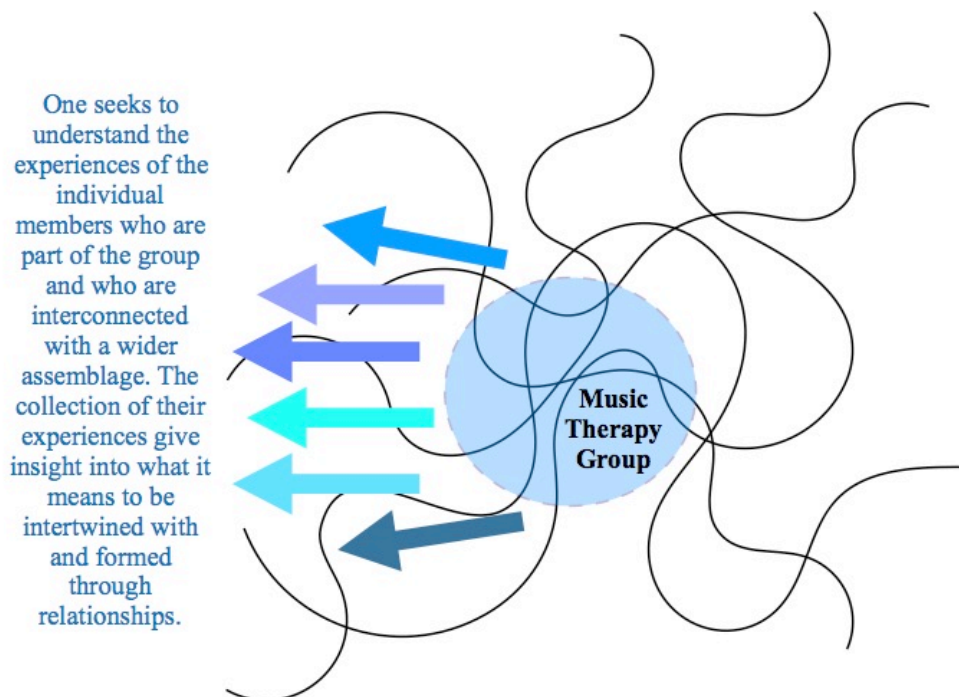 One seeks to
understand the
experiences of the
individual
members who are
part of the group
and who are
interconnected
with a wider
assemblage. The
collection of their
experiences give
insight into what it
means to be
intertwined with
and formed
through
relationships.
Music
Therapy
Group